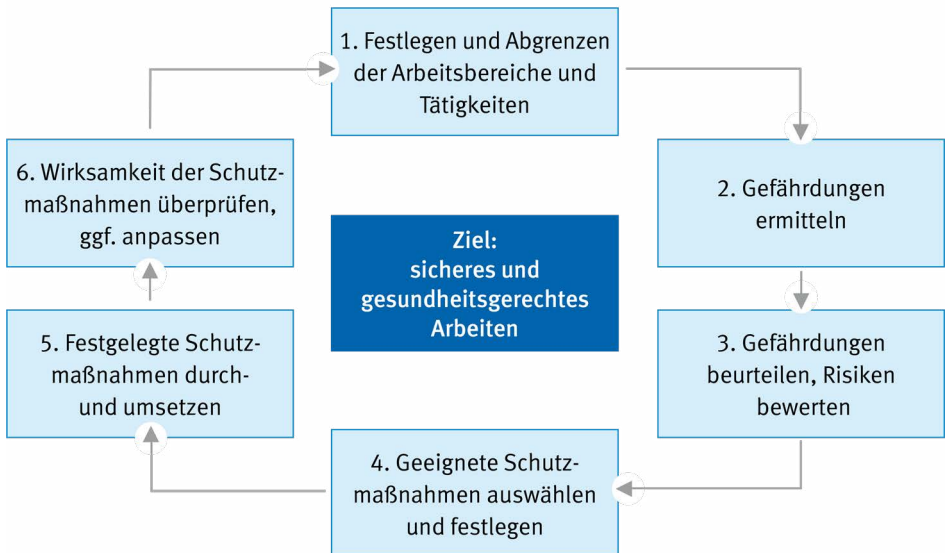 1. Festlegen und Abgrenzen
der Arbeitsbereiche und
Tätigkeiten
2. Gefährdungen
ermitteln
3. Gefährdungen
beurteilen, Risiken
bewerten
4. Geeignete Schutz-
maßnahmen auswählen
und festlegen
5. Festgelegte Schutz-
maßnahmen durch-
und umsetzen
6. Wirksamkeit der Schutz-
maßnahmen überprüfen,
ggf. anpassen
Ziel:
sicheres und
gesundheitsgerechtes
Arbeiten